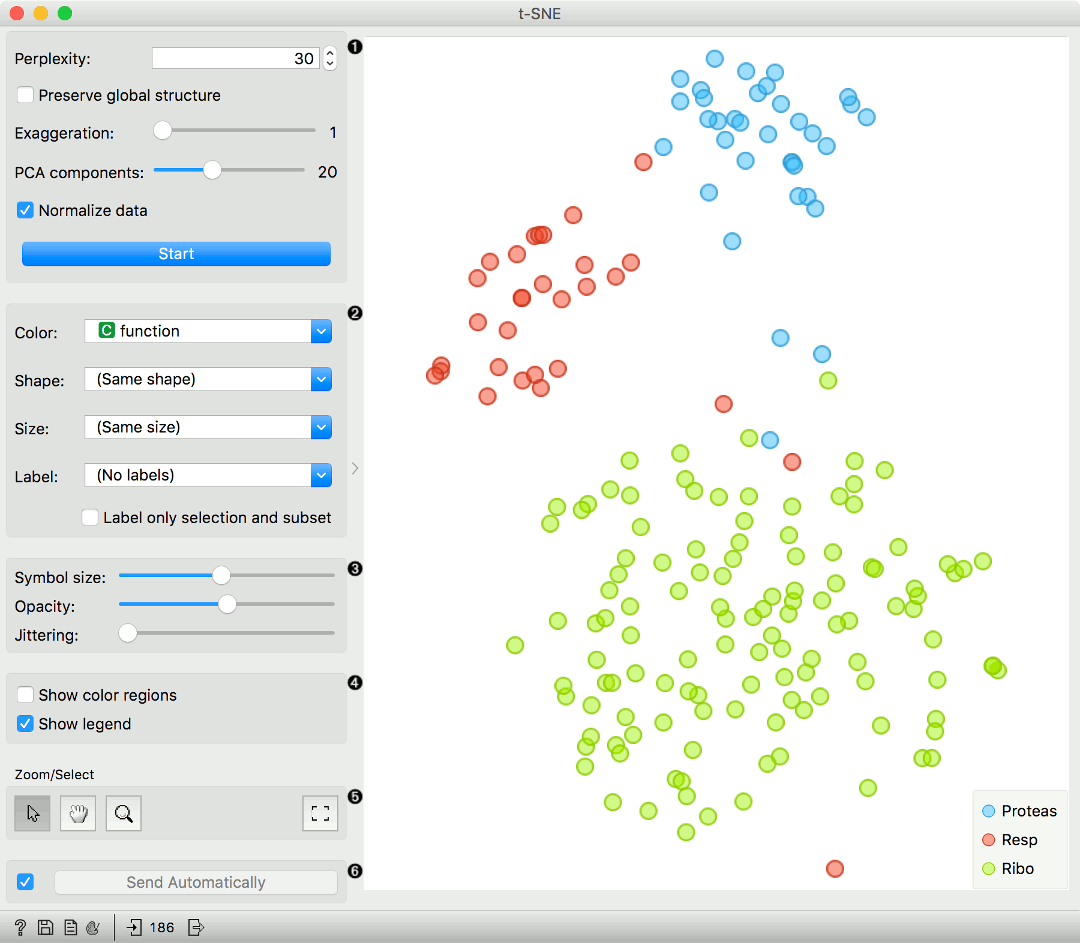 t-SNE
Perplexity: 30
❶
Preserve global structure
Exaggeration: 1
PCA components: 20
Normalize data
Start
❷
Color: C function
Shape: (Same shape)
Size: (Same size)
Label: (No labels)
Label only selection and subset
❸
Symbol size:
Opacity:
Jittering:
❹
Show color regions
Show legend
Zoom/Select
❺
Proteas
Resp
Ribo
❻
Send Automatically
? 186